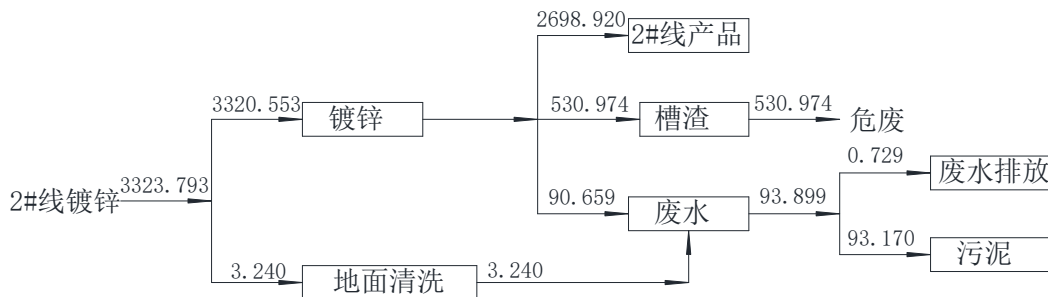 2698.920
2#线产品
3320.553
镀锌
530.974
槽渣
530.974
危废
0.729
废水排放
2#线镀锌
3323.793
90.659
废水
93.899
93.170
污泥
3.240
地面清洗
3.240